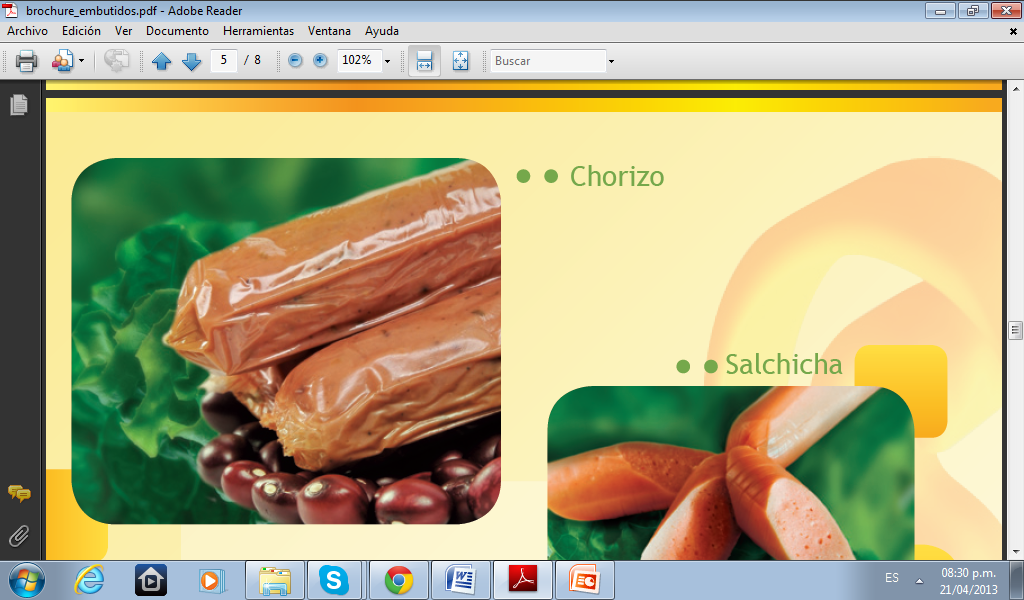 brochure_embutidos.pdf - Adobe Reader
Archivo Edición Ver Documento Herramientas Ventana Ayuda
5 / 8 102% Buscar
Chorizo
Salchicha
ES 08:30 p.m.
21/04/2013